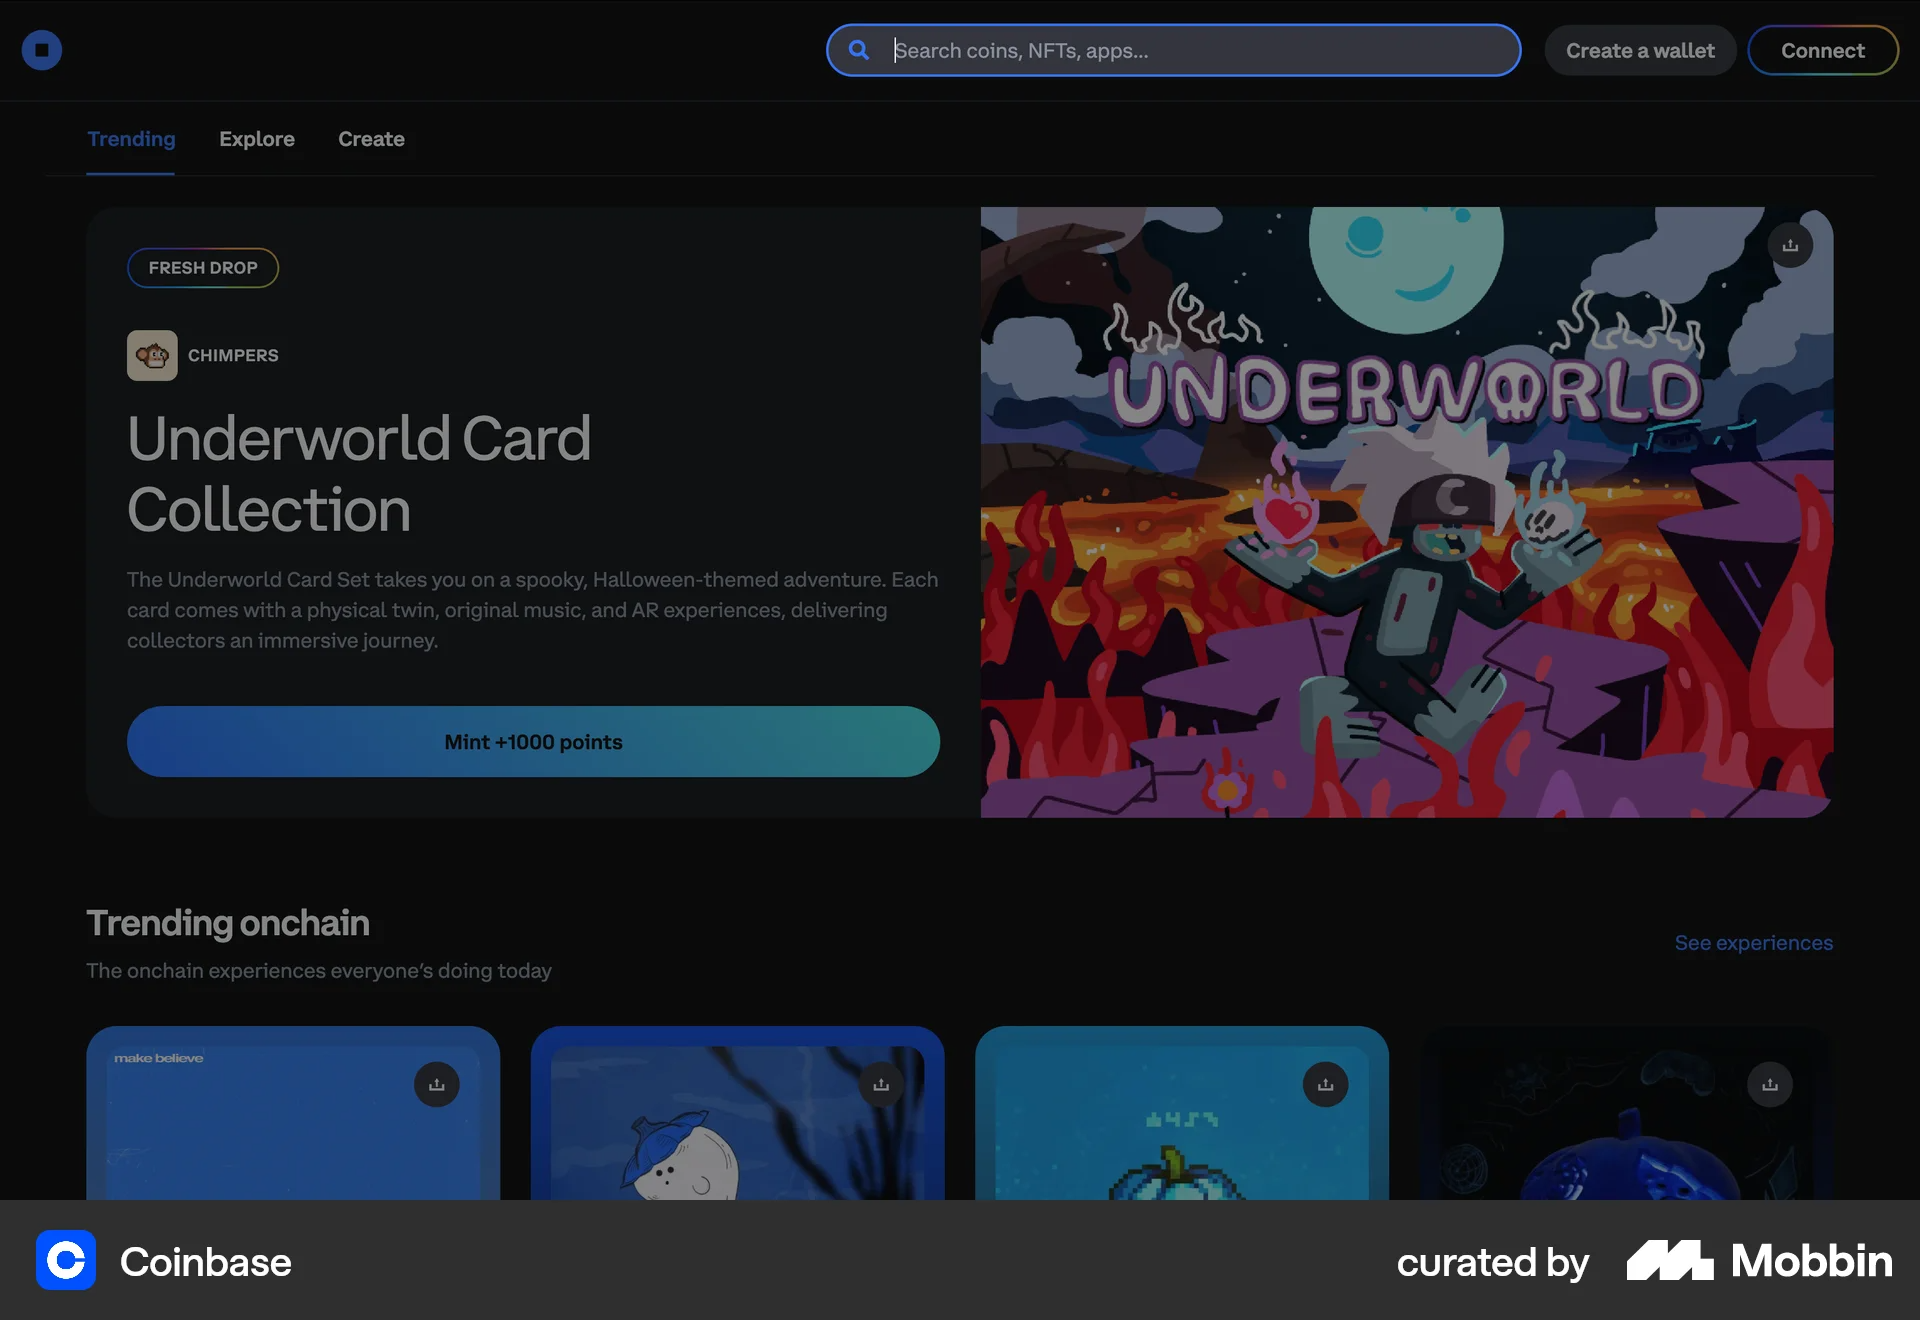 Search coins, NFTs, apps...
Create a wallet
Connect
Trending
Explore
Create
FRESH DROP
CHIMPERS
Underworld Card
Collection
The Underworld Card Set takes you on a spooky, Halloween-themed adventure. Each
card comes with a physical twin, original music, and AR experiences, delivering
collectors an immersive journey.
Mint +1000 points
UNDERWORLD
Trending onchain
The onchain experiences everyone’s doing today
See experiences
make believe
Coinbase
curated by
Mobbin